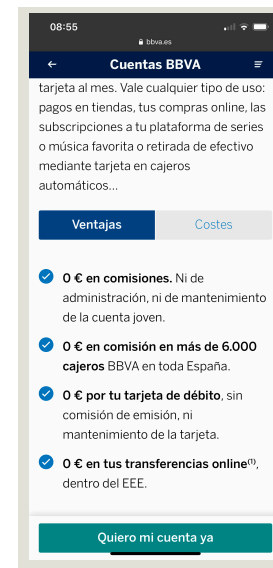 08:55
bbva.es
Cuentas BBVA
tarjeta al mes. Vale cualquier tipo de uso:
pagos en tiendas, tus compras online, las
subscripciones a tu plataforma de series
o música favorita o retirada de efectivo
mediante tarjeta en cajeros
automáticos...
Ventajas Costes
0 € en comisiones. Ni de
administración, ni de mantenimiento
de la cuenta joven.
0 € en comisión en más de 6.000
cajeros BBVA en toda España.
0 € por tu tarjeta de débito, sin
comisión de emisión, ni
mantenimiento de la tarjeta.
0 € en tus transferencias online(1),
dentro del EEE.
Quiero mi cuenta ya